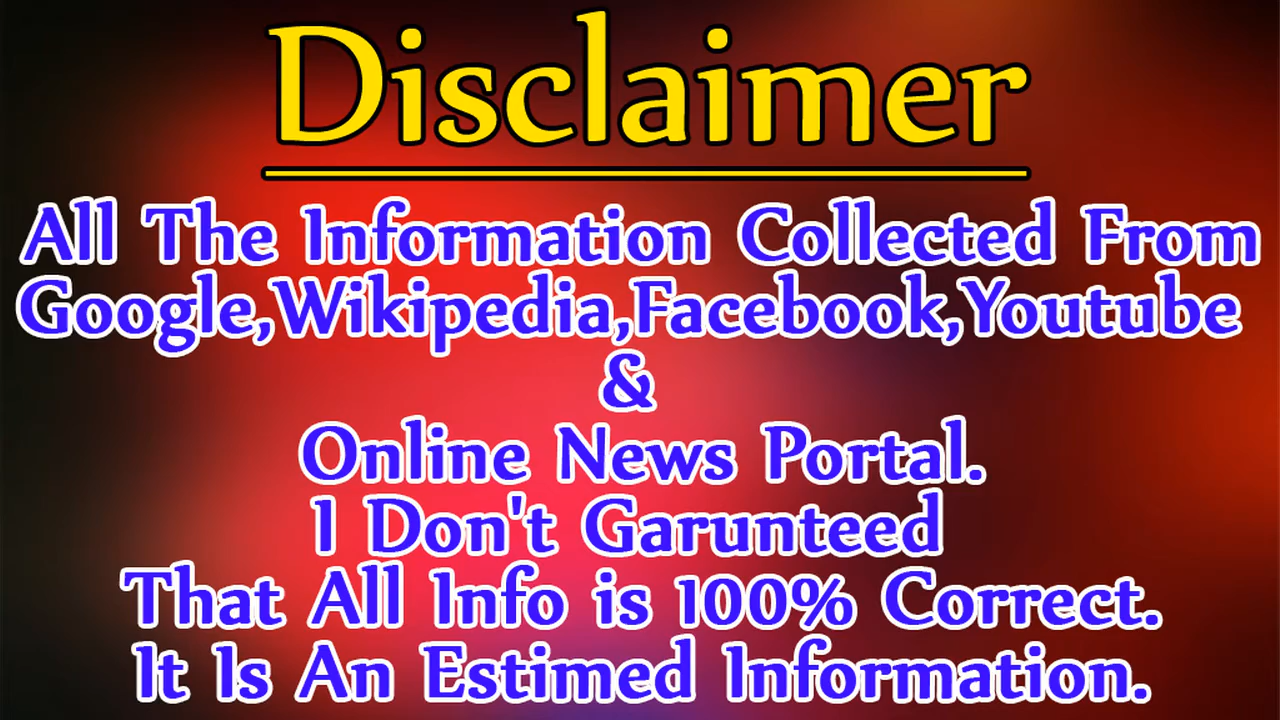 Disclaimer
All The Information Collected From
Google,Wikipedia,Facebook,Youtube
&
Online News Portal.
I Don't Garunteed
That All Info is 100% Correct.
It Is An Estimed Information.